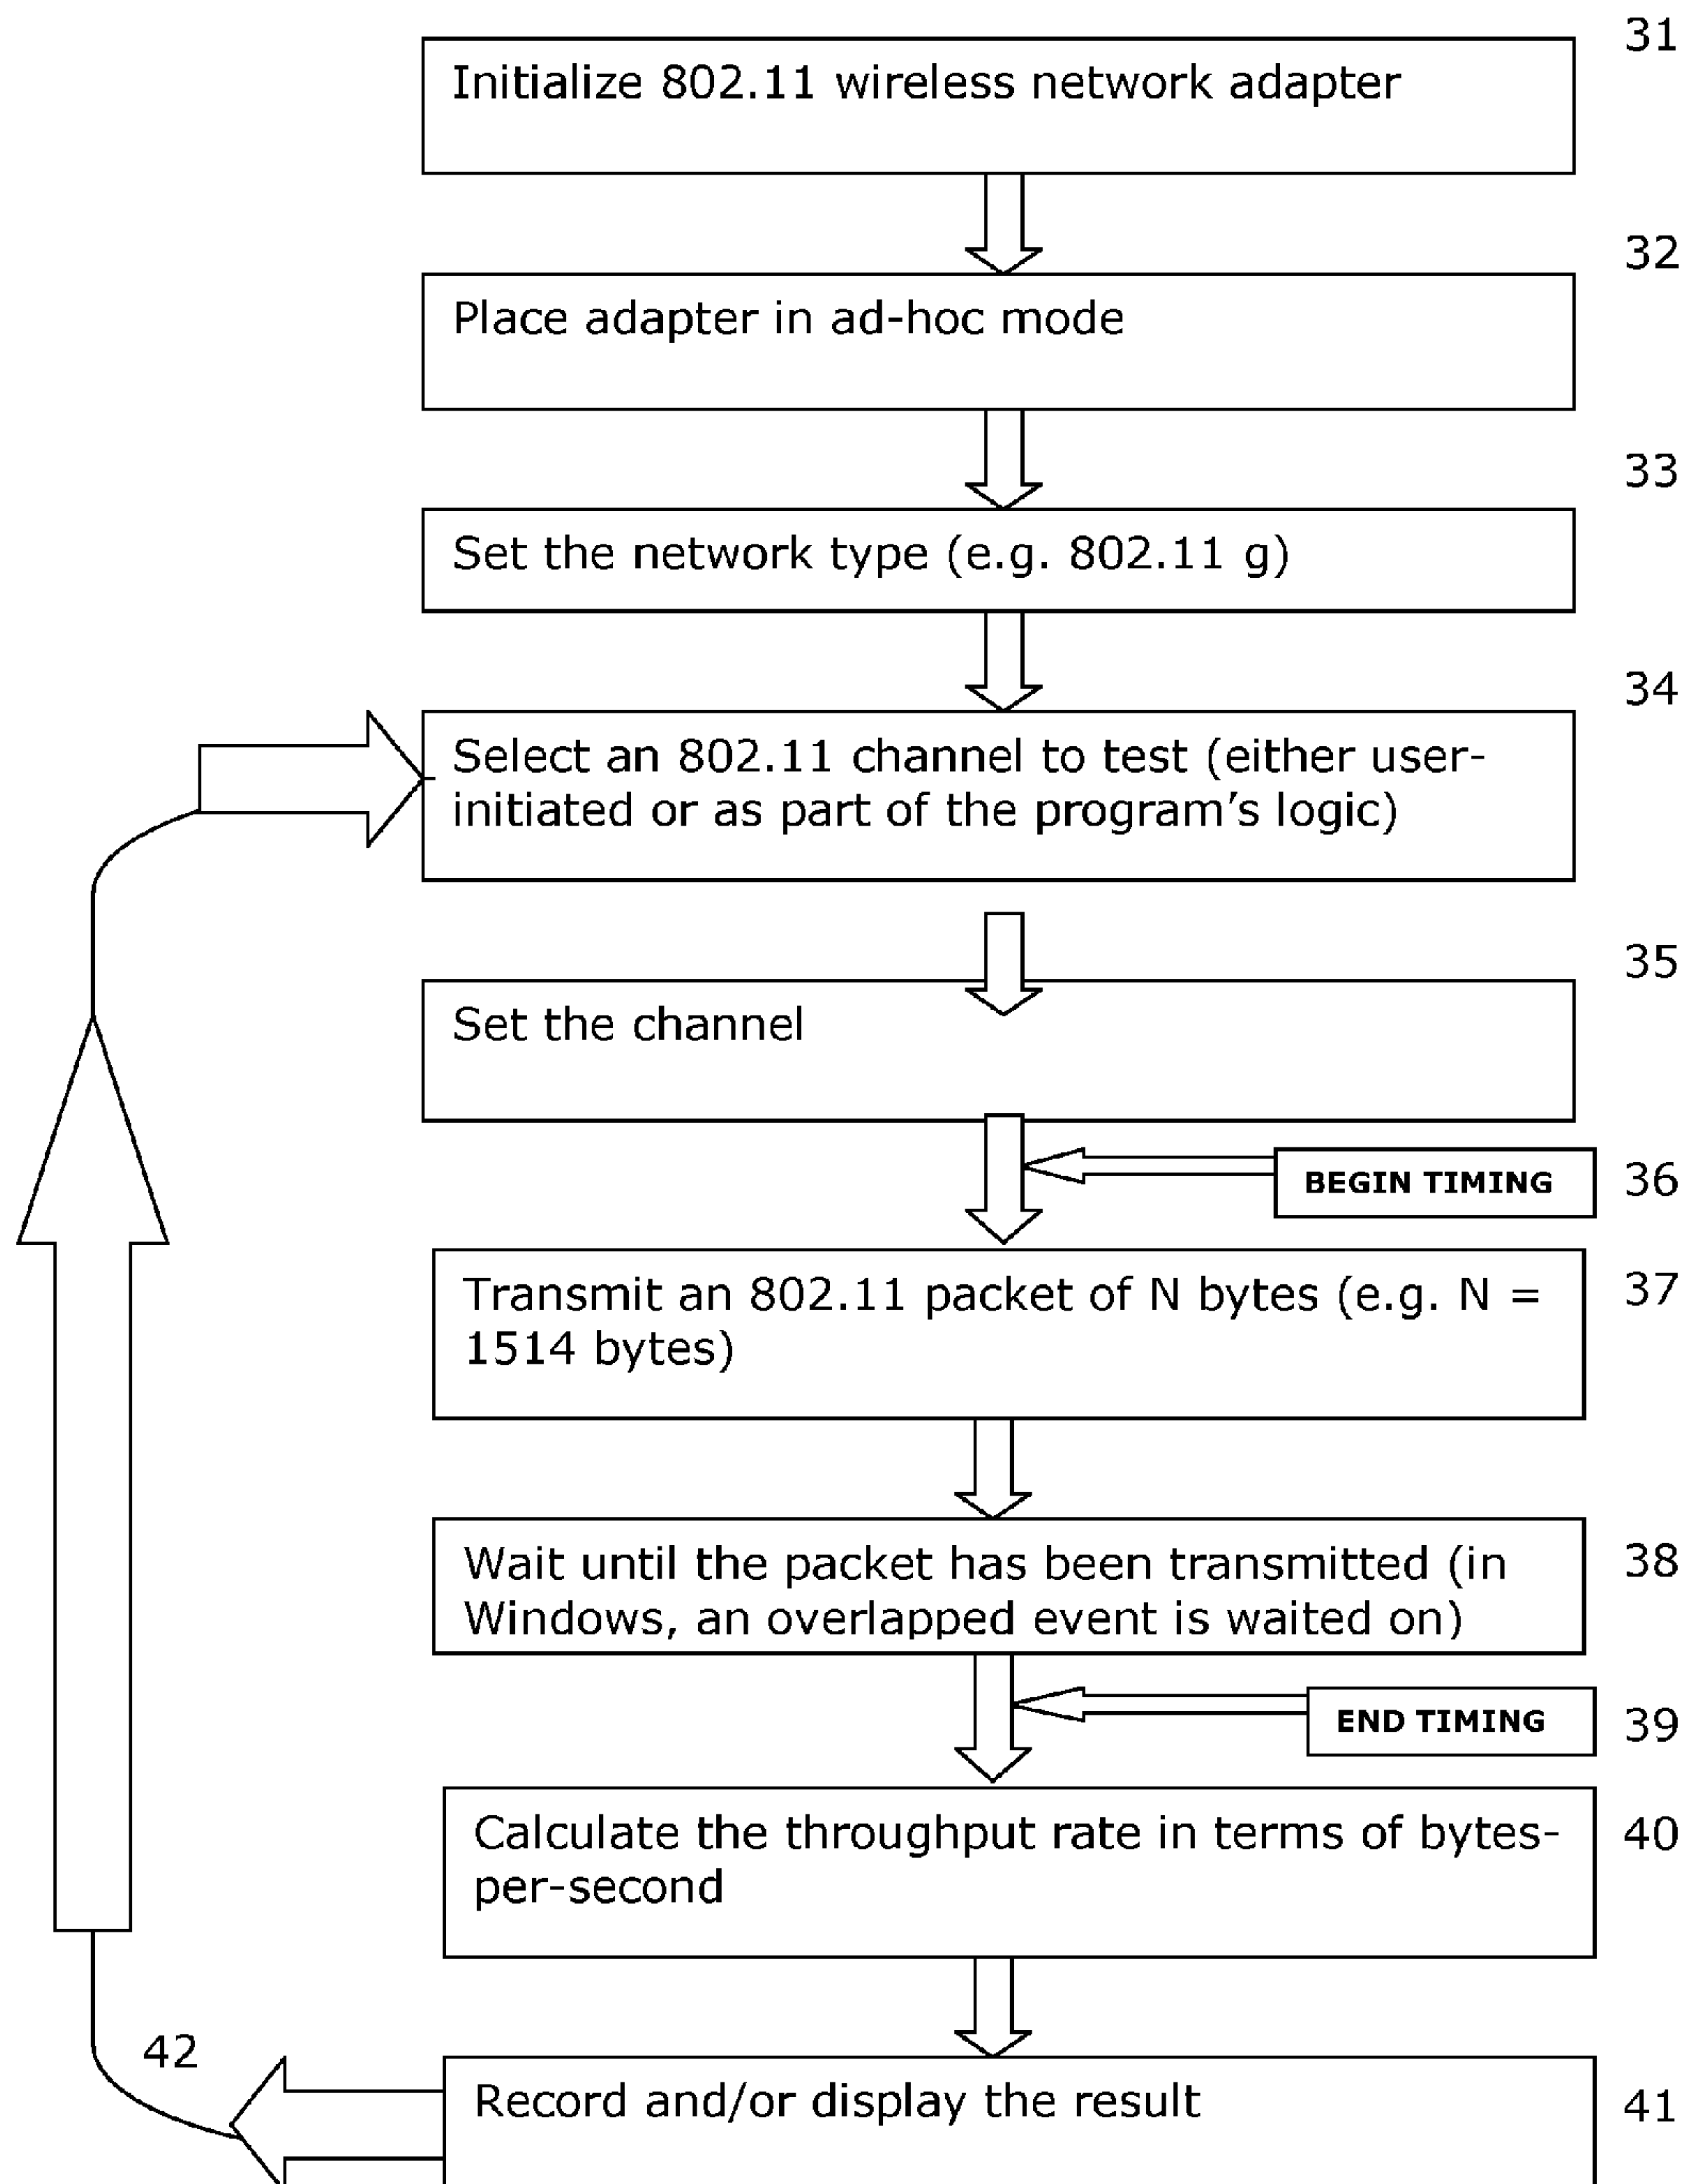 31
Initialize 802.11 wireless network adapter
32
Place adapter in ad-hoc mode
33
Set the network type (e.g. 802.11 g)
34
Select an 802.11 channel to test (either user-
initiated or as part of the program's logic)
35
Set the channel
BEGIN TIMING
36
Transmit an 802.11 packet of N bytes (e.g. N =
1514 bytes)
37
Wait until the packet has been transmitted (in
Windows, an overlapped event is waited on)
38
END TIMING
39
Calculate the throughput rate in terms of bytes-
per-second
40
42
Record and/or display the result
41